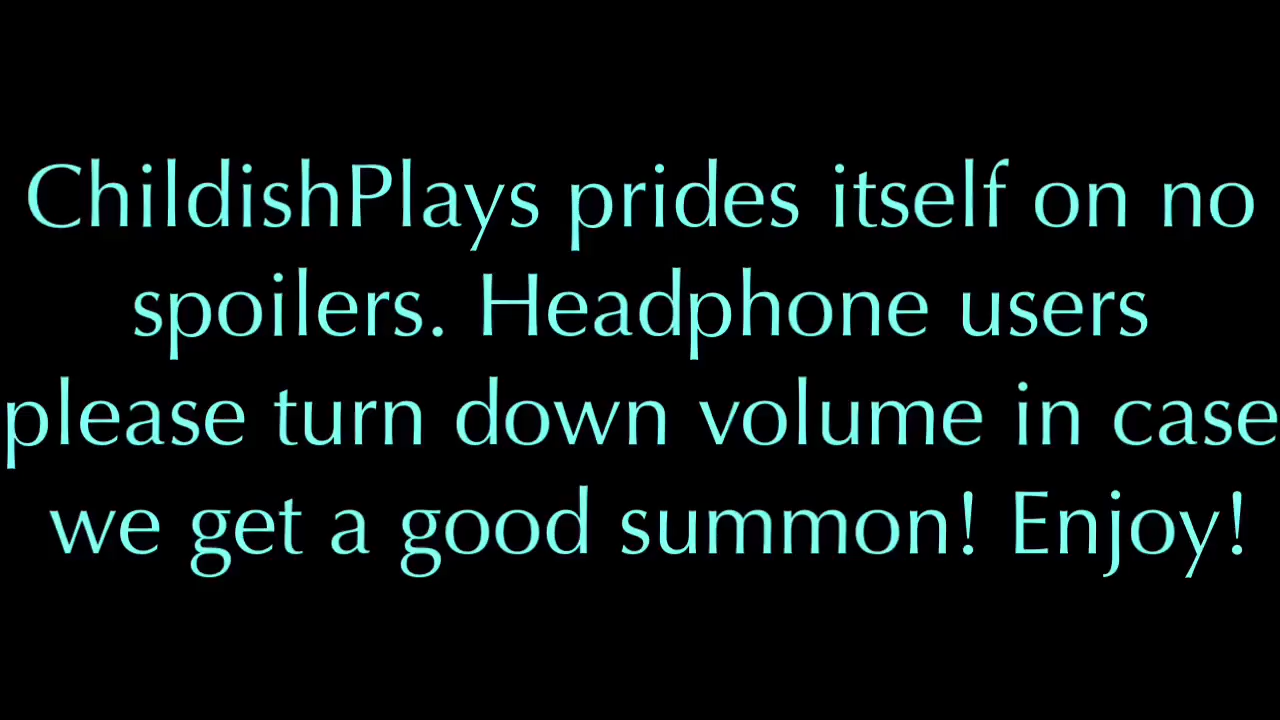 ChildishPlays prides itself on no
spoilers. Headphone users
please turn down volume in case
we get a good summon! Enjoy!